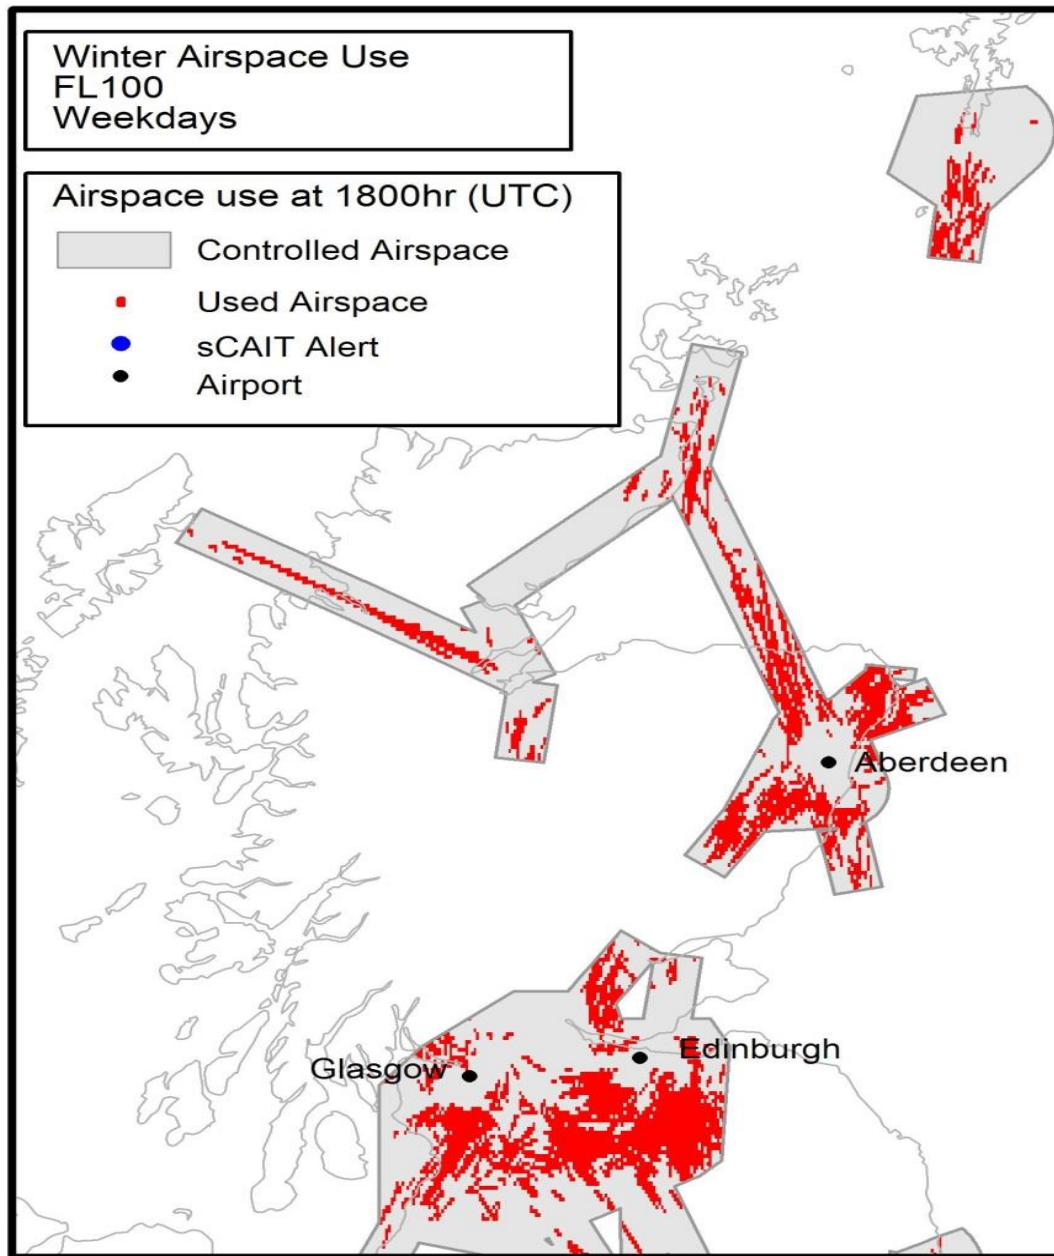 Winter Airspace Use
FL100
Weekdays
Airspace use at 1800hr (UTC)
Controlled Airspace
Used Airspace
sCAIT Alert
Airport
Aberdeen
Edinburgh
Glasgow